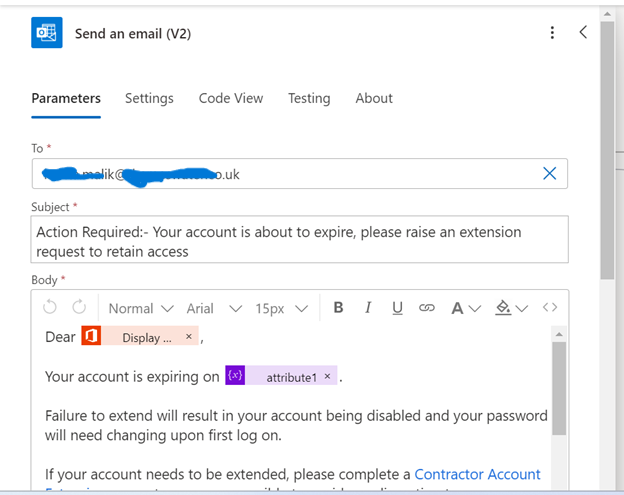 Send an email (V2)
Parameters Settings Code View Testing About
To *
malik@ o.uk
Subject *
Action Required:- Your account is about to expire, please raise an extension
request to retain access
Body *
Normal Arial 15px B I U A <>
Dear Display ... × ,
Your account is expiring on {x} attribute1 × .
Failure to extend will result in your account being disabled and your password
will need changing upon first log on.
If your account needs to be extended, please complete a Contractor Account